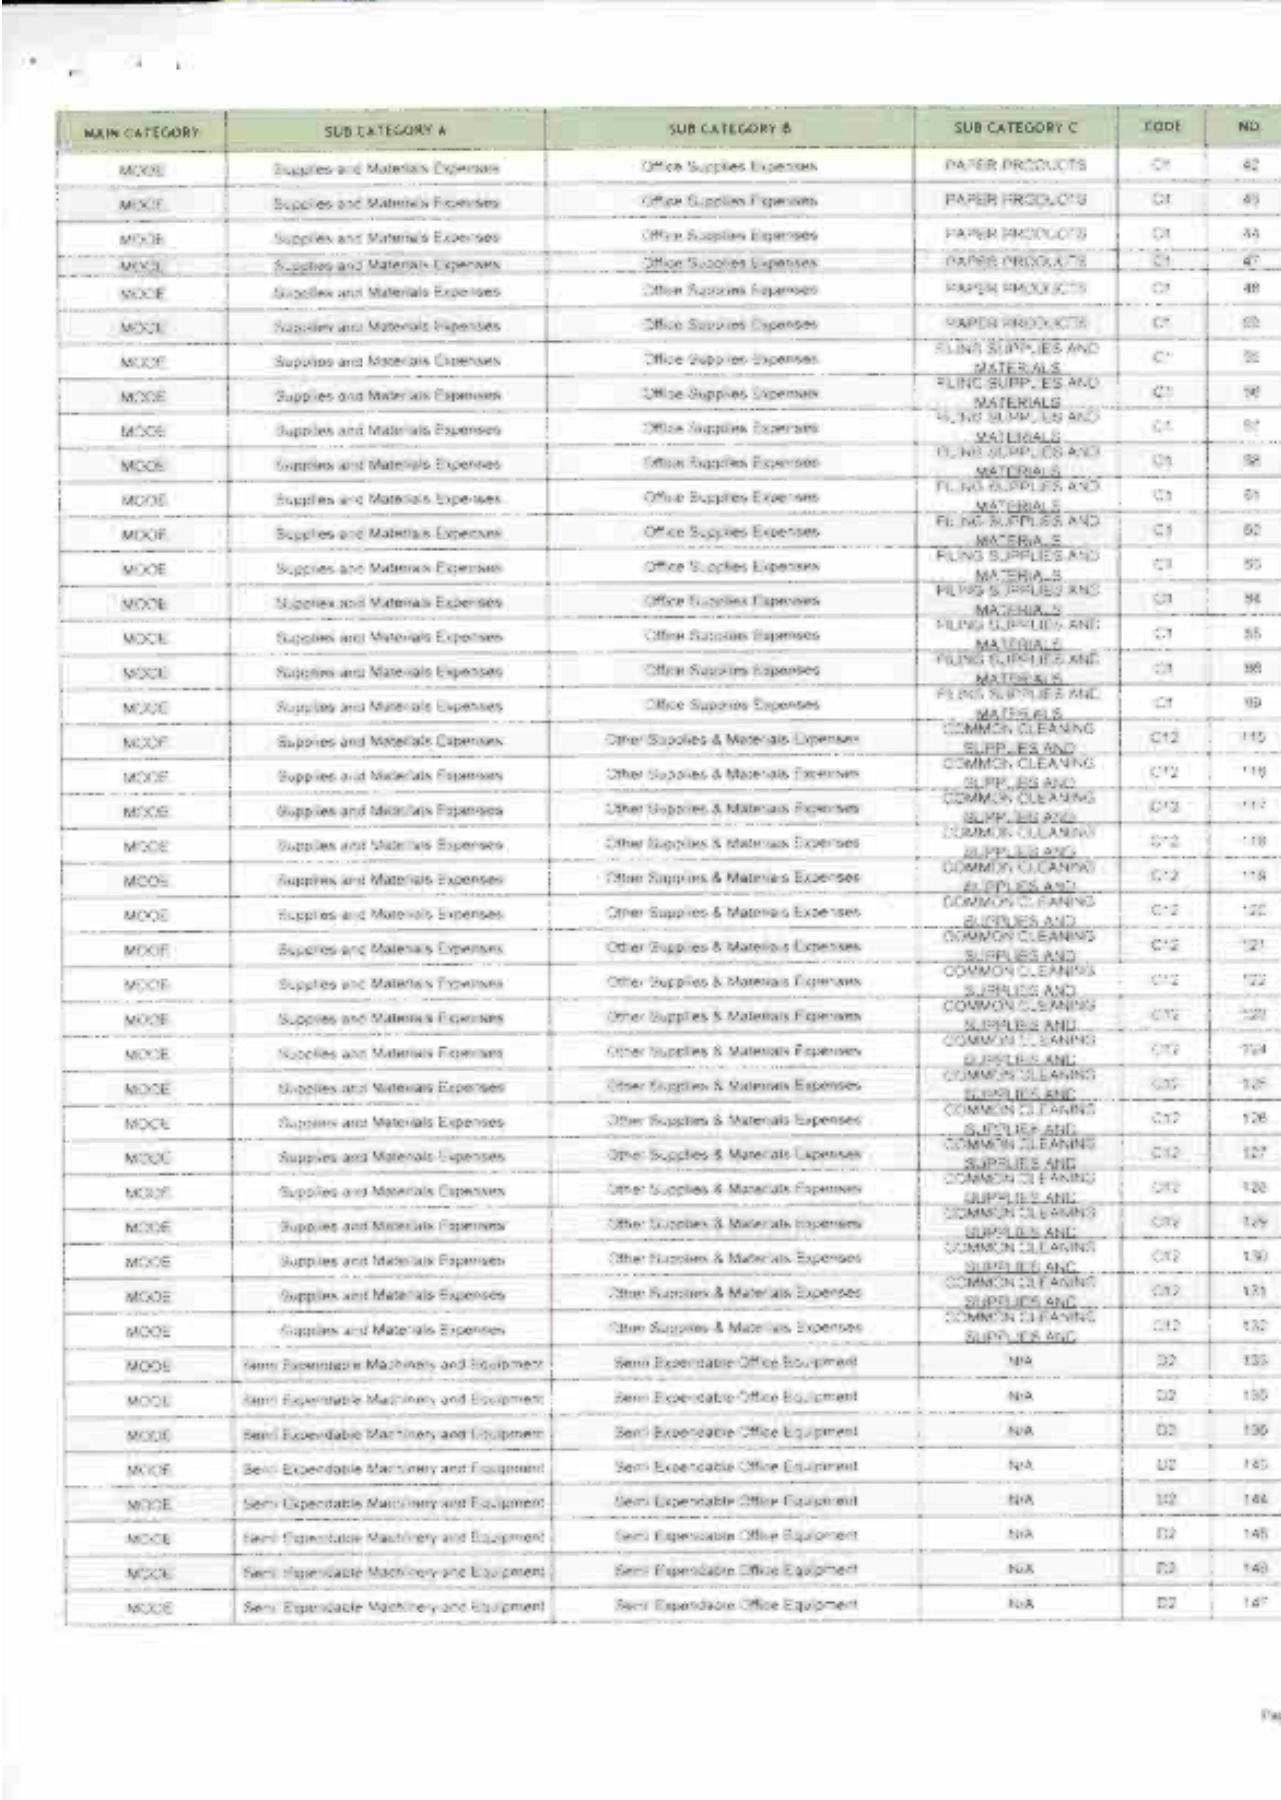 MAIN CATEGORY SUB CATEGORY A SUB CATEGORY B SUB CATEGORY C CODE NO.
MOOE Supplies and Materials Expenses Office Supplies Expenses PAPER PRODUCTS C1 42
MOOE Supplies and Materials Expenses Office Supplies Expenses PAPER PRODUCTS C1
MOOE Supplies and Materials Expenses Office Supplies Expenses PAPER PRODUCTS C1 44
MOOE Supplies and Materials Expenses Office Supplies Expenses PAPER PRODUCTS C1 47
MOOE Supplies and Materials Expenses Office Supplies Expenses PAPER PRODUCTS C1 48
MOOE Supplies and Materials Expenses Office Supplies Expenses PAPER PRODUCTS C1
MOOE Supplies and Materials Expenses Office Supplies Expenses FILING SUPPLIES AND C1
MATERIALS
MOOE Supplies and Materials Expenses Office Supplies Expenses FILING SUPPLIES AND C1
MATERIALS
MOOE Supplies and Materials Expenses Office Supplies Expenses FILING SUPPLIES AND C1
MATERIALS
MOOE Supplies and Materials Expenses Office Supplies Expenses FILING SUPPLIES AND C1
MATERIALS
MOOE Supplies and Materials Expenses Office Supplies Expenses FILING SUPPLIES AND C1
MATERIALS
MOOE Supplies and Materials Expenses Office Supplies Expenses FILING SUPPLIES AND C1
MATERIALS
MOOE Supplies and Materials Expenses Office Supplies Expenses FILING SUPPLIES AND C1
MATERIALS
MOOE Supplies and Materials Expenses Office Supplies Expenses FILING SUPPLIES AND C1
MATERIALS
MOOE Supplies and Materials Expenses Office Supplies Expenses FILING SUPPLIES AND C1
MATERIALS
MOOE Supplies and Materials Expenses Office Supplies Expenses FILING SUPPLIES AND C1
MATERIALS
MOOE Supplies and Materials Expenses Office Supplies Expenses FILING SUPPLIES AND C1
MATERIALS
MOOE Supplies and Materials Expenses Other Supplies & Materials Expenses COMMON CLEANING C12 115
SUPPLIES AND
MOOE Supplies and Materials Expenses Other Supplies & Materials Expenses COMMON CLEANING C12 116
SUPPLIES AND
MOOE Supplies and Materials Expenses Other Supplies & Materials Expenses COMMON CLEANING C12 117
SUPPLIES AND
MOOE Supplies and Materials Expenses Other Supplies & Materials Expenses COMMON CLEANING C12 118
SUPPLIES AND
MOOE Supplies and Materials Expenses Other Supplies & Materials Expenses COMMON CLEANING C12 119
SUPPLIES AND
MOOE Supplies and Materials Expenses Other Supplies & Materials Expenses COMMON CLEANING C12 120
SUPPLIES AND
MOOE Supplies and Materials Expenses Other Supplies & Materials Expenses COMMON CLEANING C12 121
SUPPLIES AND
MOOE Supplies and Materials Expenses Other Supplies & Materials Expenses COMMON CLEANING C12 122
SUPPLIES AND
MOOE Supplies and Materials Expenses Other Supplies & Materials Expenses COMMON CLEANING C12 123
SUPPLIES AND
MOOE Supplies and Materials Expenses Other Supplies & Materials Expenses COMMON CLEANING C12 124
SUPPLIES AND
MOOE Supplies and Materials Expenses Other Supplies & Materials Expenses COMMON CLEANING C12 125
SUPPLIES AND
MOOE Supplies and Materials Expenses Other Supplies & Materials Expenses COMMON CLEANING C12 126
SUPPLIES AND
MOOE Supplies and Materials Expenses Other Supplies & Materials Expenses COMMON CLEANING C12 127
SUPPLIES AND
MOOE Supplies and Materials Expenses Other Supplies & Materials Expenses COMMON CLEANING C12 128
SUPPLIES AND
MOOE Supplies and Materials Expenses Other Supplies & Materials Expenses COMMON CLEANING C12 129
SUPPLIES AND
MOOE Supplies and Materials Expenses Other Supplies & Materials Expenses COMMON CLEANING C12 130
SUPPLIES AND
MOOE Supplies and Materials Expenses Other Supplies & Materials Expenses COMMON CLEANING C12 131
SUPPLIES AND
MOOE Supplies and Materials Expenses Other Supplies & Materials Expenses COMMON CLEANING C12 132
SUPPLIES AND
MOOE Semi Expendable Machinery and Equipment Semi Expendable Office Equipment N/A D2
MOOE Semi Expendable Machinery and Equipment Semi Expendable Office Equipment N/A D2
MOOE Semi Expendable Machinery and Equipment Semi Expendable Office Equipment N/A D2
MOOE Semi Expendable Machinery and Equipment Semi Expendable Office Equipment N/A D2
MOOE Semi Expendable Machinery and Equipment Semi Expendable Office Equipment N/A D2 144
MOOE Semi Expendable Machinery and Equipment Semi Expendable Office Equipment N/A D2
MOOE Semi Expendable Machinery and Equipment Semi Expendable Office Equipment N/A D2
MOOE Semi Expendable Machinery and Equipment Semi Expendable Office Equipment N/A D2 147